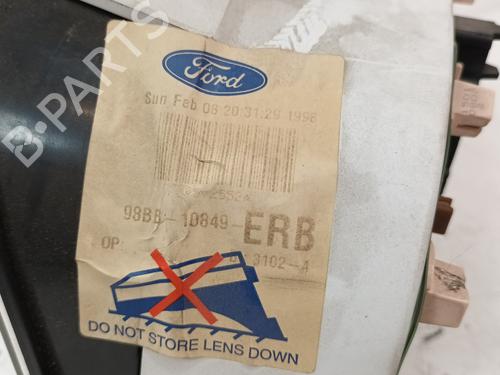 Ford
Sun Feb 08 20:31:29 1998
98BB-10849-ERB
OP
3102-A
DO NOT STORE LENS DOWN
B-PARTS